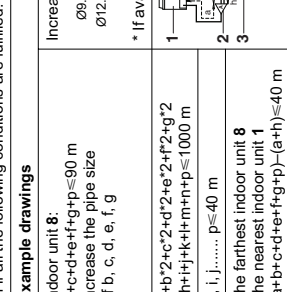 r all the following conditions are fulfilled.
xample drawings
ndoor unit 8:
+c+d+e+f+g+p≤90 m
ncrease the pipe size
f b, c, d, e, f, g
Increa
Ø9.
Ø12.
* If av
+b*2+c*2+d*2+e*2+f*2+g*2
h+i+j+k+l+m+n+p≤1000 m
, i, j........ p≤40 m
he farthest indoor unit 8
he nearest indoor unit 1
a+b+c+d+e+f+g+p)–(a+h)≤40 m
1
2
3
a
h